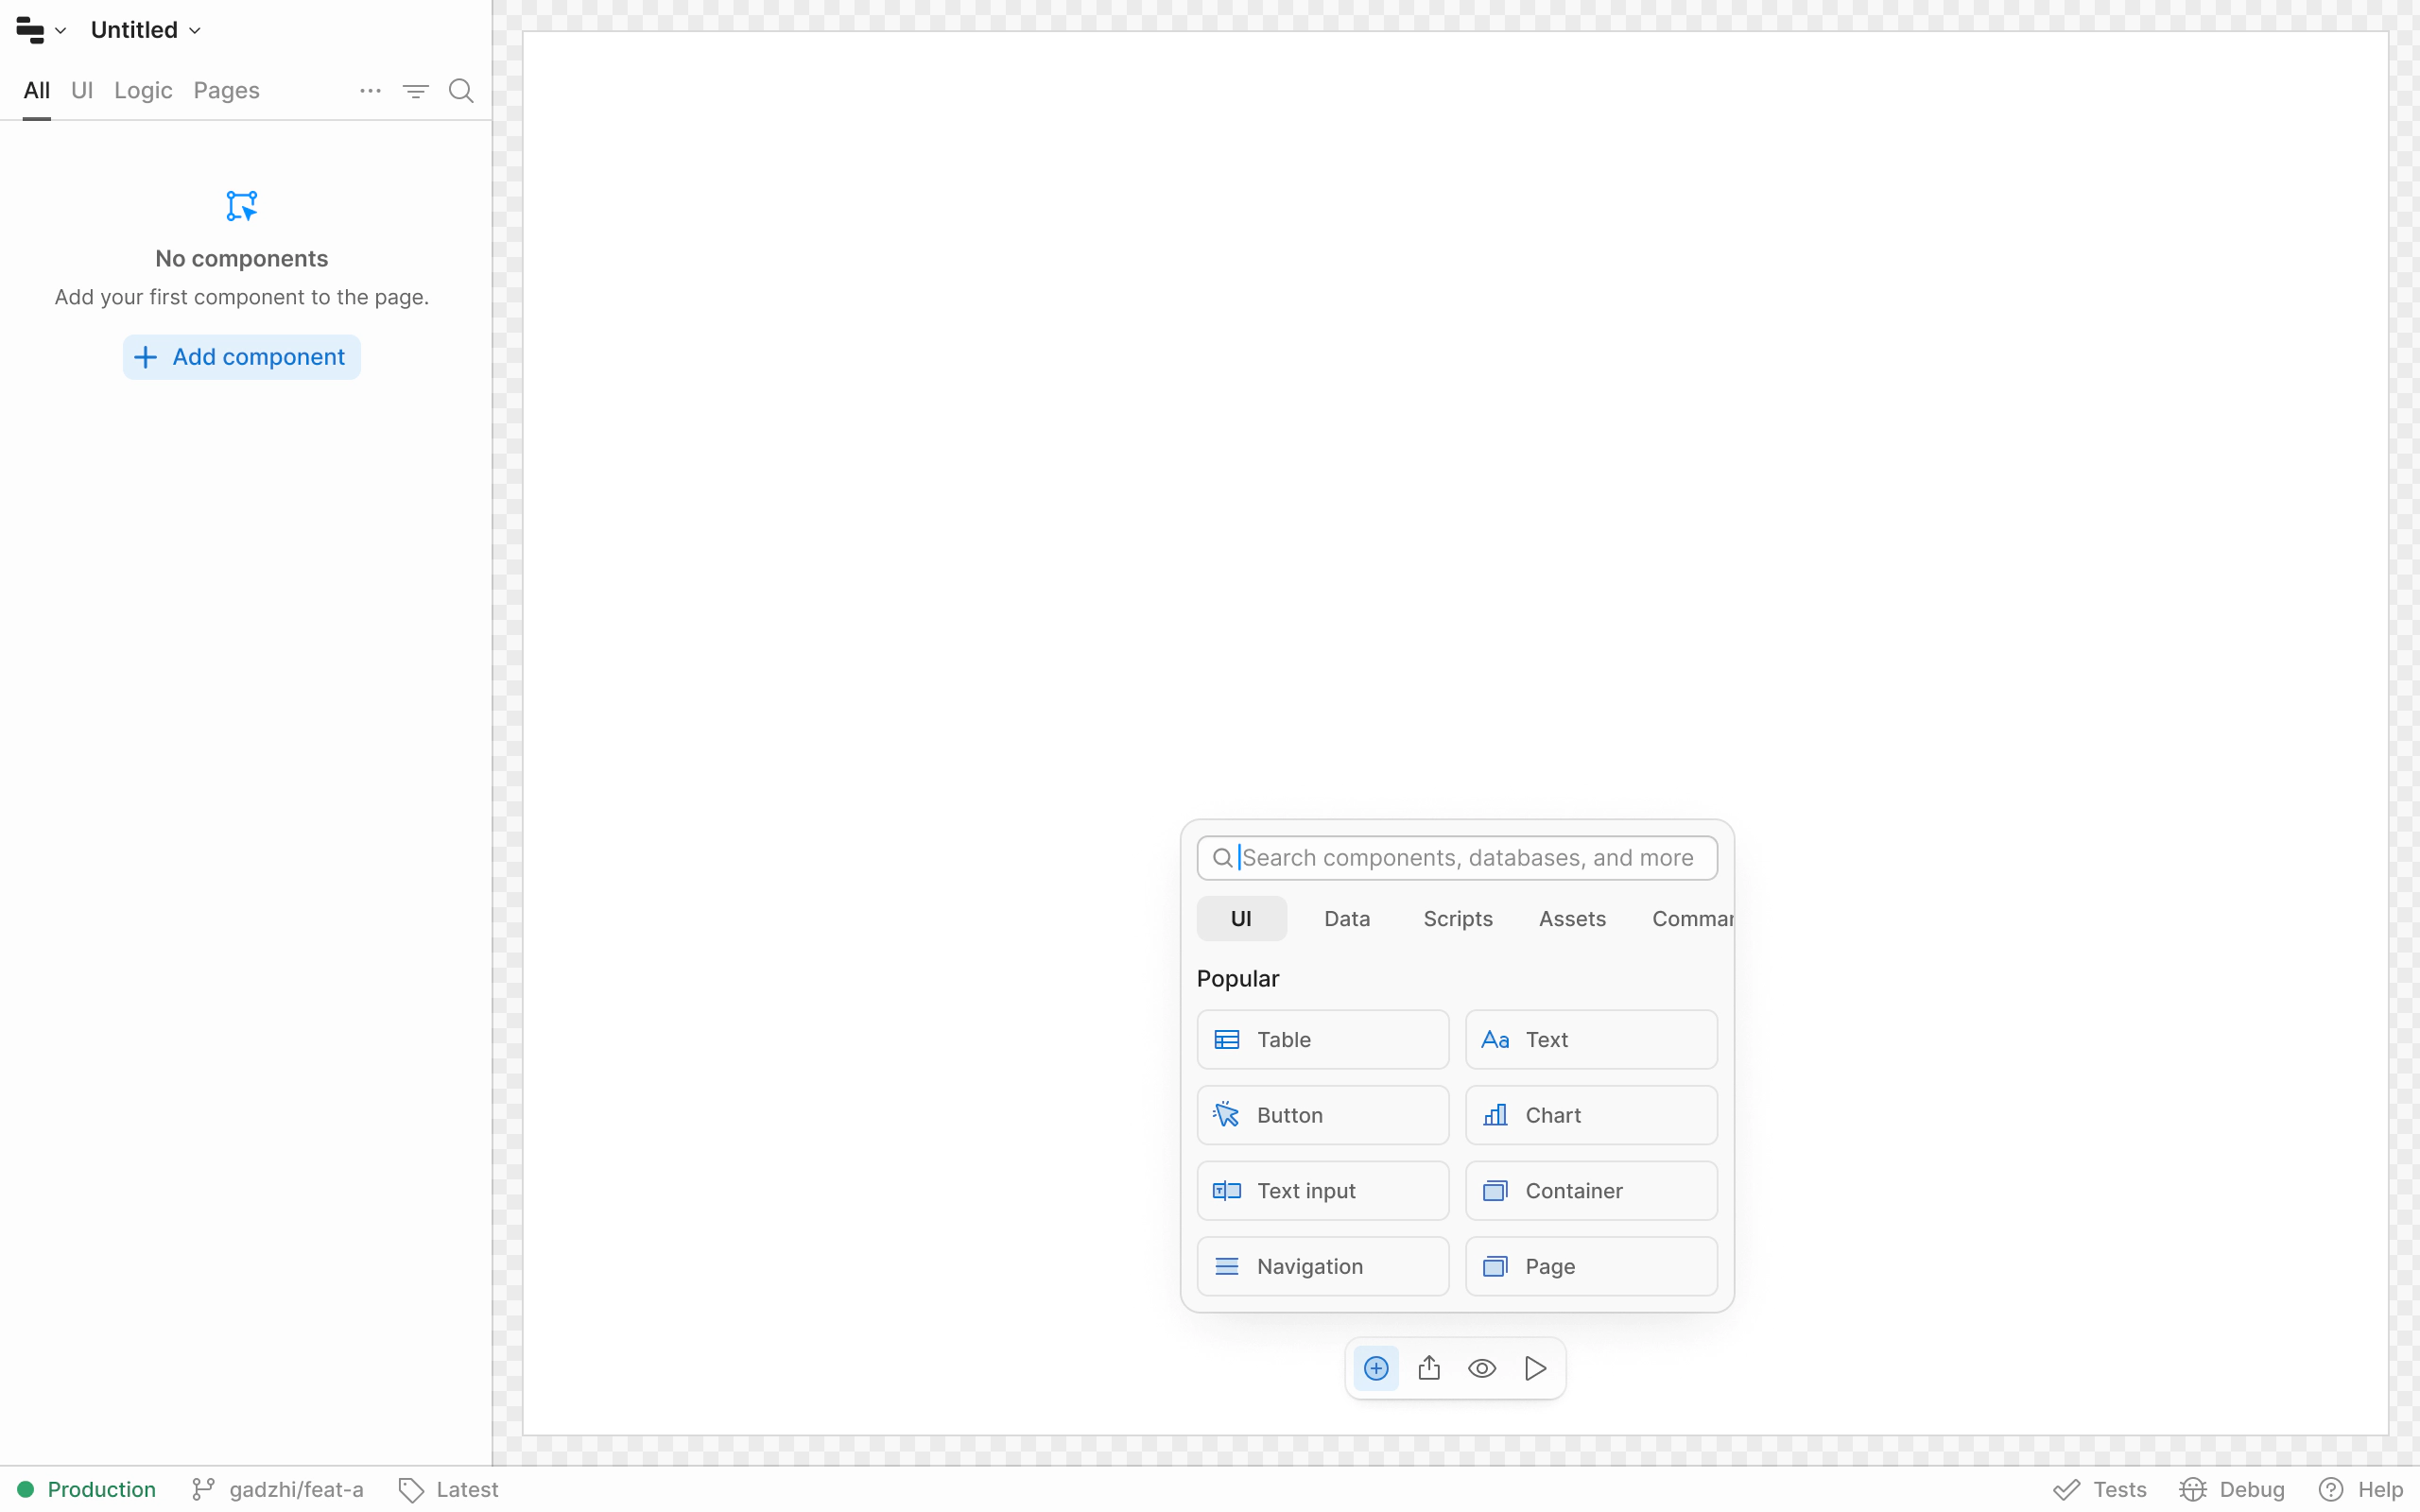 Untitled
All UI Logic Pages
No components
Add your first component to the page.
Add component
Search components, databases, and more
UI Data Scripts Assets Commar
Popular
Table Text
Aa
Button Chart
Text input Container
Navigation Page
Production gadzhi/feat-a Latest Tests Debug Help